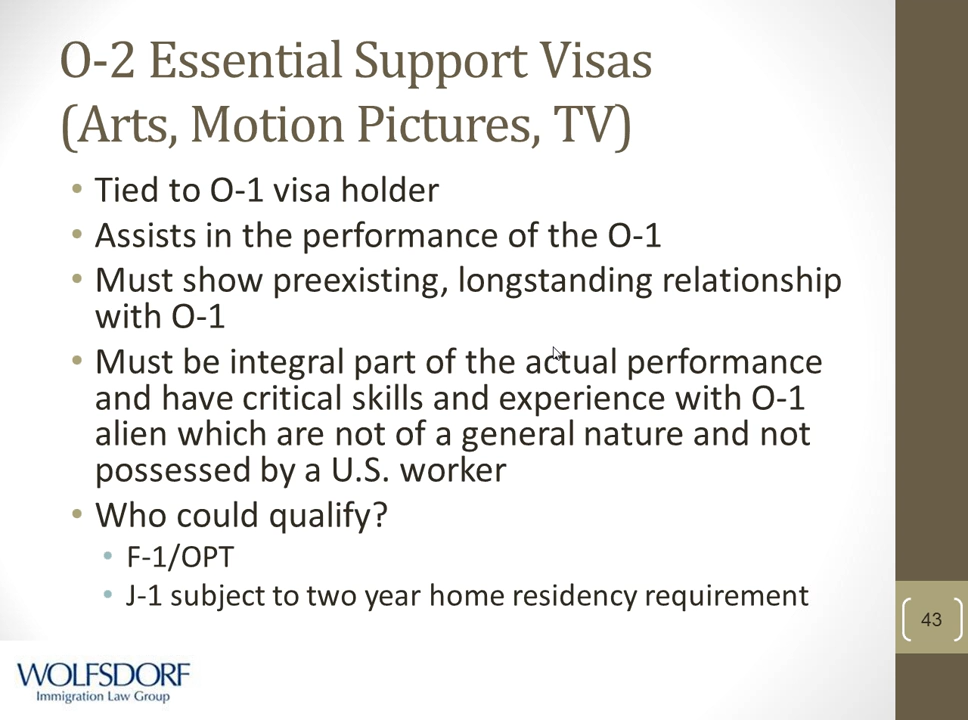 O-2 Essential Support Visas
(Arts, Motion Pictures, TV)
• Tied to O-1 visa holder
• Assists in the performance of the O-1
• Must show preexisting, longstanding relationship
with O-1
• Must be integral part of the actual performance
and have critical skills and experience with O-1
alien which are not of a general nature and not
possessed by a U.S. worker
• Who could qualify?
• F-1/OPT
• J-1 subject to two year home residency requirement
43
WOLFSDORF
Immigration Law Group